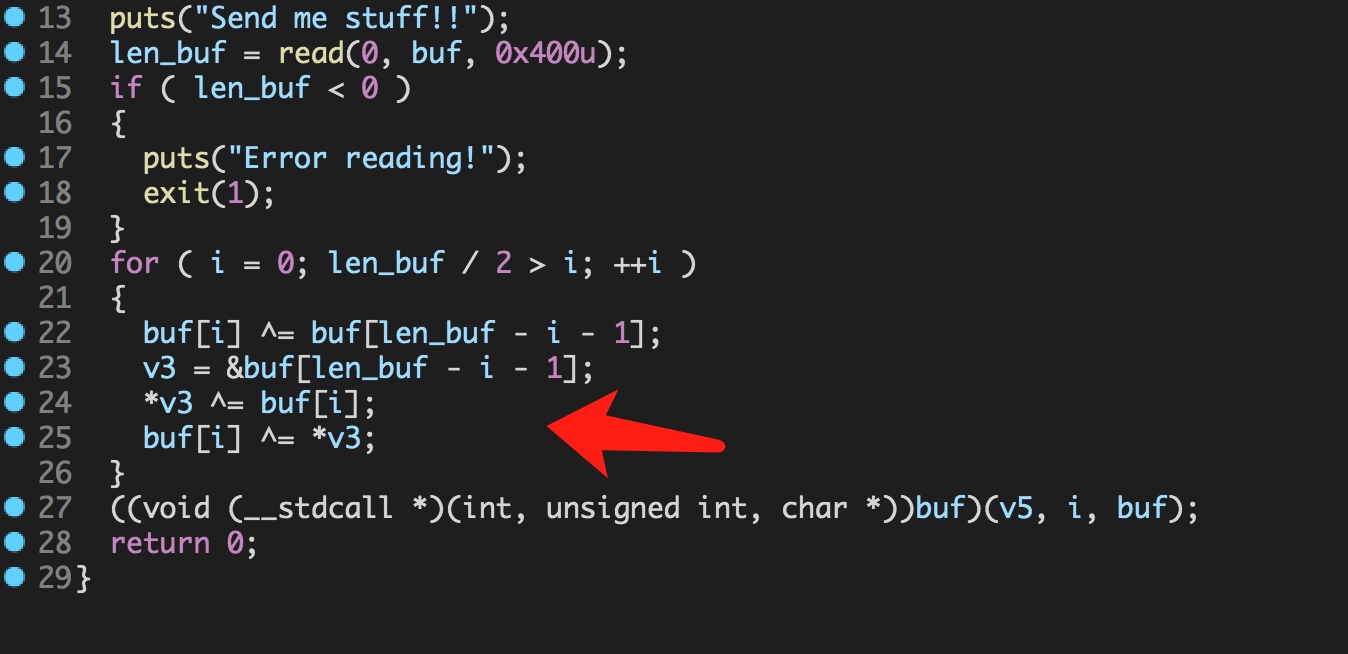 13 puts("Send me stuff!!");
14 len_buf = read(0, buf, 0x400u);
15 if ( len_buf < 0 )
16 {
17 puts("Error reading!");
18 exit(1);
19 }
20 for ( i = 0; len_buf / 2 > i; ++i )
21 {
22 buf[i] ^= buf[len_buf - i - 1];
23 v3 = &buf[len_buf - i - 1];
24 *v3 ^= buf[i];
25 buf[i] ^= *v3;
26 }
27 ((void (__stdcall *)(int, unsigned int, char *))buf)(v5, i, buf);
28 return 0;
29 }